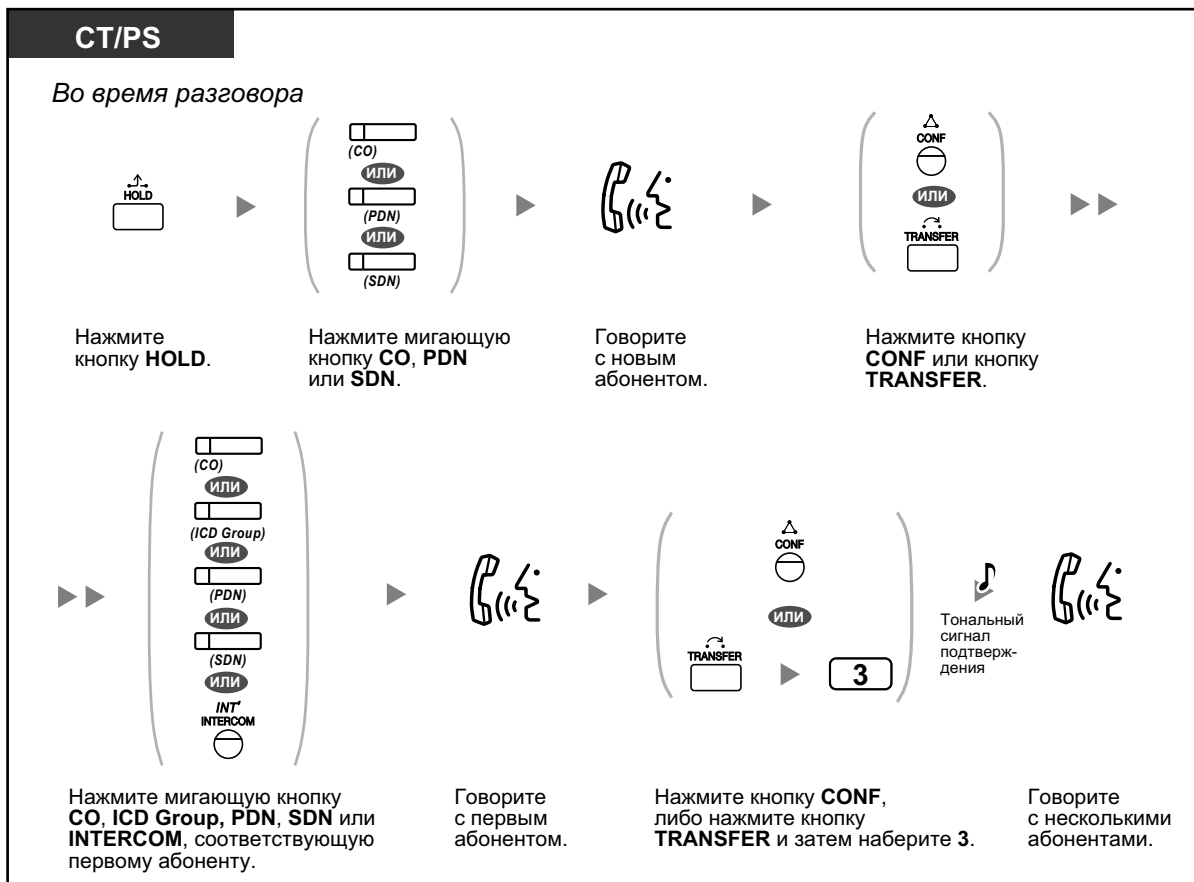 CT/PS
Во время разговора
HOLD
(CO)
ИЛИ
(PDN)
ИЛИ
(SDN)
CONF
ИЛИ
TRANSFER
Нажмите
кнопку HOLD.
Нажмите мигающую
кнопку CO, PDN
или SDN.
Говорите
с новым
абонентом.
Нажмите кнопку
CONF или кнопку
TRANSFER.
(CO)
ИЛИ
(ICD Group)
ИЛИ
(PDN)
ИЛИ
(SDN)
ИЛИ
INT'
INTERCOM
CONF
ИЛИ
TRANSFER
3
Тональный
сигнал
подтверж-
дения
Нажмите мигающую кнопку
CO, ICD Group, PDN, SDN или
INTERCOM, соответствующую
первому абоненту.
Говорите
с первым
абонентом.
Нажмите кнопку CONF,
либо нажмите кнопку
TRANSFER и затем наберите 3.
Говорите
с несколькими
абонентами.